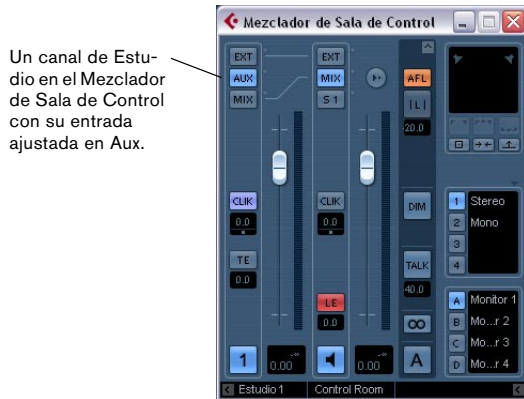 Mezclador de Sala de Control
Un canal de Estu-
dio en el Mezclador
de Sala de Control
con su entrada
ajustada en Aux.
EXT EXT
AUX MIX AFL
MIX S 1 |L|
20.0
CLIK CLIK DIM
0.0 0.0
TE TALK
0.0 40.0
LE
0.0
1 0.00 0.00 A
1 Stereo
2 Mono
3
4
A Monitor 1
B Mo...r 2
C Mo...r 3
D Mo...r 4
Estudio 1 Control Room